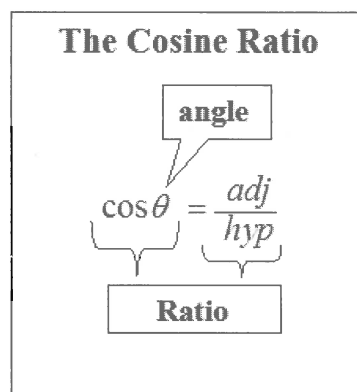 The Cosine Ratio
angle
cos θ = adj/hyp
Ratio